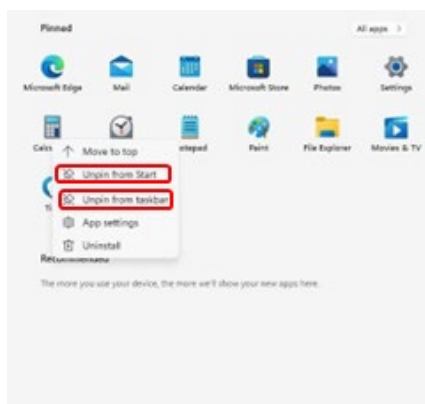 Pinned All apps >
Microsoft Edge Mail Calendar Microsoft Store Photos Settings
Notepad Paint File Explorer Movies & TV
Move to top
Unpin from Start
Unpin from taskbar
App settings
Uninstall
Recommended
The more you use your device, the more we'll show your new apps here.